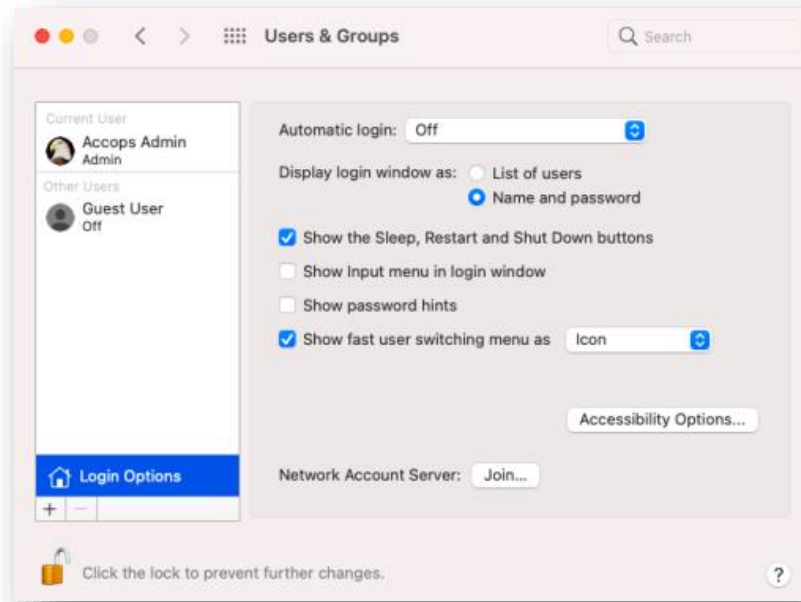 Users & Groups
Search
Current User
Accops Admin
Admin
Other Users
Guest User
Off
Login Options
+ −
Automatic login: Off
Display login window as: List of users
Name and password
Show the Sleep, Restart and Shut Down buttons
Show Input menu in login window
Show password hints
Show fast user switching menu as Icon
Accessibility Options...
Network Account Server: Join...
Click the lock to prevent further changes.
?